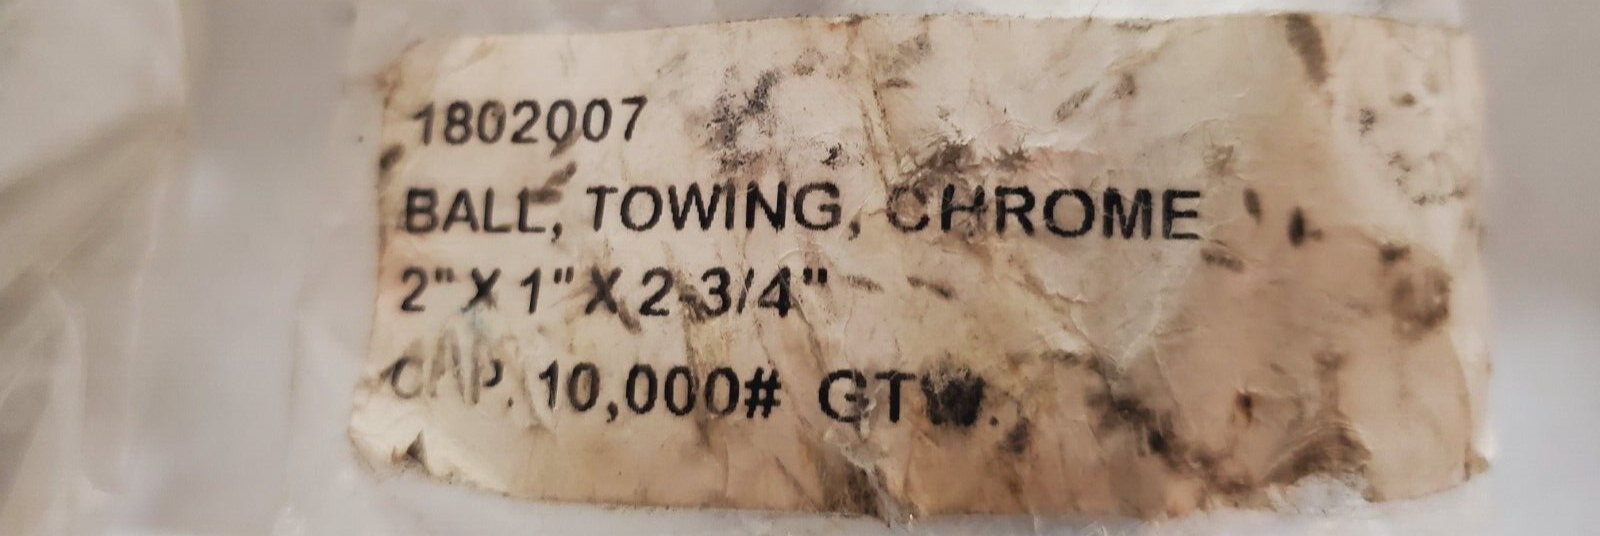 1802007
BALL, TOWING, CHROME
2" X 1" X 2 3/4"
CAP. 10,000# GTW.